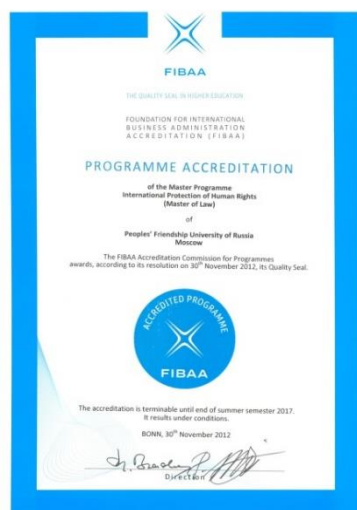 FIBAA
THE QUALITY SEAL IN HIGHER EDUCATION
FOUNDATION FOR INTERNATIONAL
BUSINESS ADMINISTRATION
ACCREDITATION (FIBAA)
PROGRAMME ACCREDITATION
of the Master Programme
International Protection of Human Rights
(Master of Law)
of
Peoples' Friendship University of Russia
Moscow
The FIBAA Accreditation Commission for Programmes
awards, according to its resolution on 30th November 2012, its Quality Seal.
ACCREDITED PROGRAMME
FIBAA
The accreditation is terminable until end of summer semester 2017.
It results under conditions.
BONN, 30th November 2012
Direction